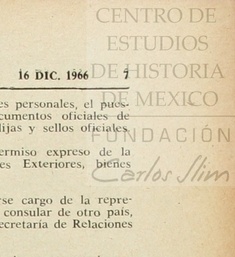 CENTRO DE
ESTUDIOS
DE HISTORIA
DE MEXICO
FUNDACIÓN
Carlos Slim
16 DIC. 1966 7
es personales, el pues-
cumentos oficiales de
lijas y sellos oficiales.
ermiso expreso de la
es Exteriores, bienes
rse cargo de la repre-
consular de otro país,
ecretaría de Relaciones